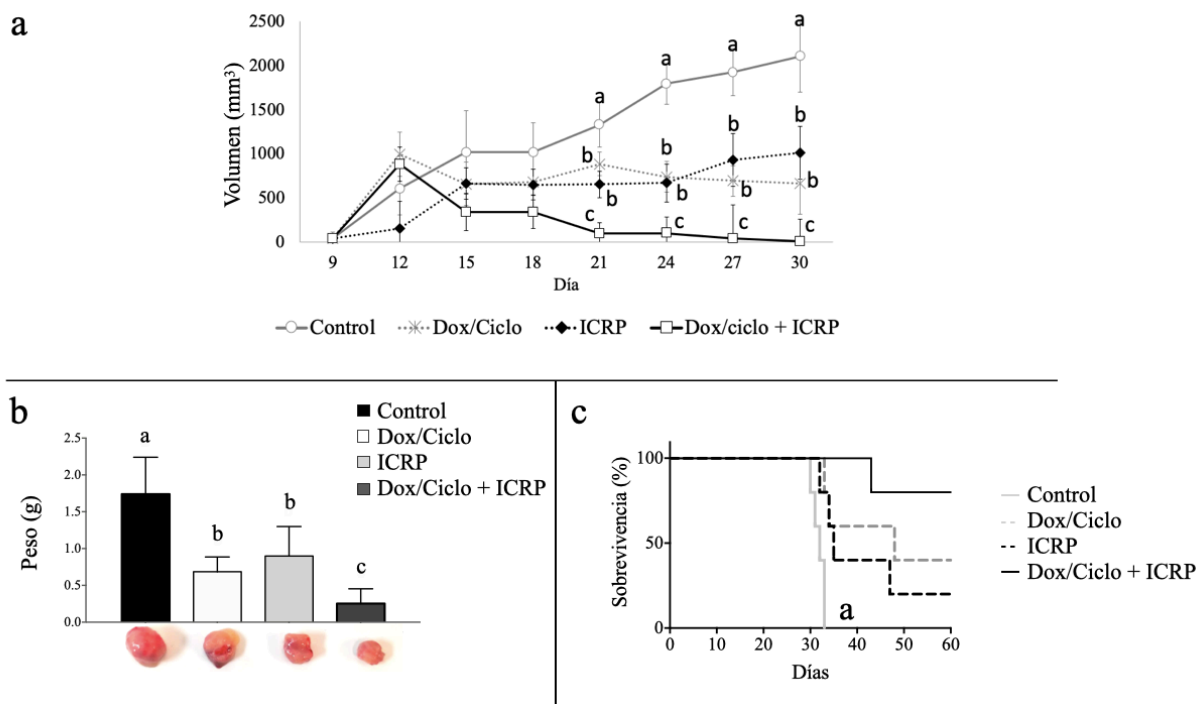 a
2500
2000
1500
1000
500
0
Volumen (mm³)
a
a
a
a
b
b
b
b
b
b
b
b
c
c
c
c
9 12 15 18 21 24 27 30
Día
Control Dox/Ciclo ICRP Dox/ciclo + ICRP
b
Control
Dox/Ciclo
ICRP
Dox/Ciclo + ICRP
2.5
2.0
1.5
1.0
0.5
0.0
Peso (g)
a
b
b
c
c
100
50
0
Sobrevivencia (%)
a
0 10 20 30 40 50 60
Días
Control
Dox/Ciclo
ICRP
Dox/Ciclo + ICRP